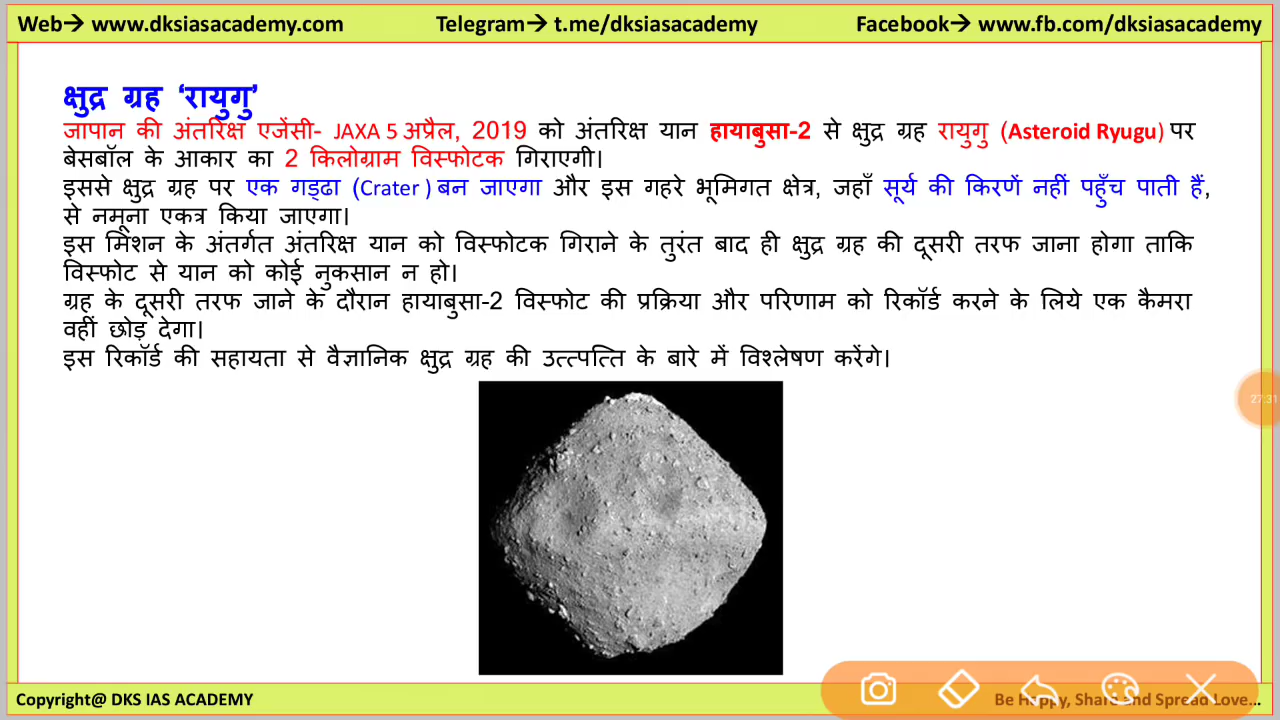 Web→ www.dksiasacademy.com Telegram→ t.me/dksiasacademy Facebook→ www.fb.com/dksiasacademy
क्षुद्र ग्रह ‘रायुगु’
जापान की अंतरिक्ष एजेंसी- JAXA 5 अप्रैल, 2019 को अंतरिक्ष यान हायाबुसा-2 से क्षुद्र ग्रह रायुगु (Asteroid Ryugu) पर
बेसबॉल के आकार का 2 किलोग्राम विस्फोटक गिराएगी।
इससे क्षुद्र ग्रह पर एक गड्ढा (Crater ) बन जाएगा और इस गहरे भूमिगत क्षेत्र, जहाँ सूर्य की किरणें नहीं पहुँच पाती हैं,
से नमूना एकत्र किया जाएगा।
इस मिशन के अंतर्गत अंतरिक्ष यान को विस्फोटक गिराने के तुरंत बाद ही क्षुद्र ग्रह की दूसरी तरफ जाना होगा ताकि
विस्फोट से यान को कोई नुकसान न हो।
ग्रह के दूसरी तरफ जाने के दौरान हायाबुसा-2 विस्फोट की प्रक्रिया और परिणाम को रिकॉर्ड करने के लिये एक कैमरा
वहीं छोड़ देगा।
इस रिकॉर्ड की सहायता से वैज्ञानिक क्षुद्र ग्रह की उत्त्पत्ति के बारे में विश्लेषण करेंगे।
27:31
Copyright@ DKS IAS ACADEMY Be Happy, Share and Spread Love...